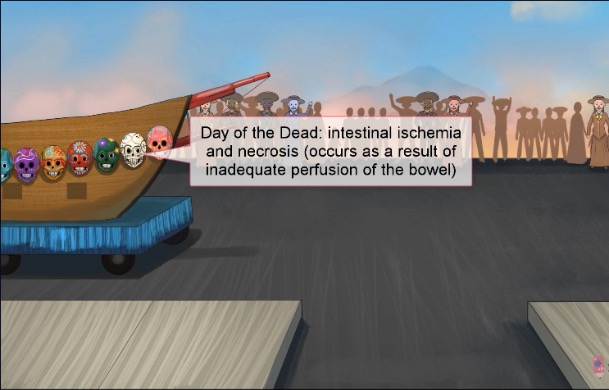 Day of the Dead: intestinal ischemia
and necrosis (occurs as a result of
inadequate perfusion of the bowel)